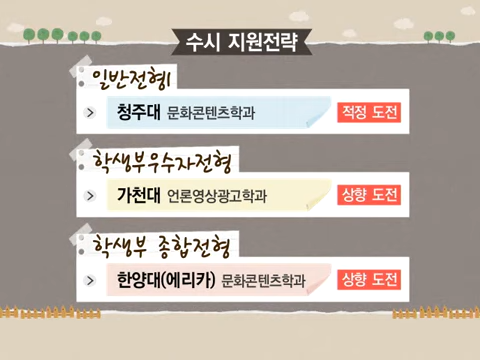 수시 지원전략
일반전형I
청주대 문화콘텐츠학과 적정 도전
학생부우수자전형
가천대 언론영상광고학과 상향 도전
학생부 종합전형
한양대(에리카) 문화콘텐츠학과 상향 도전